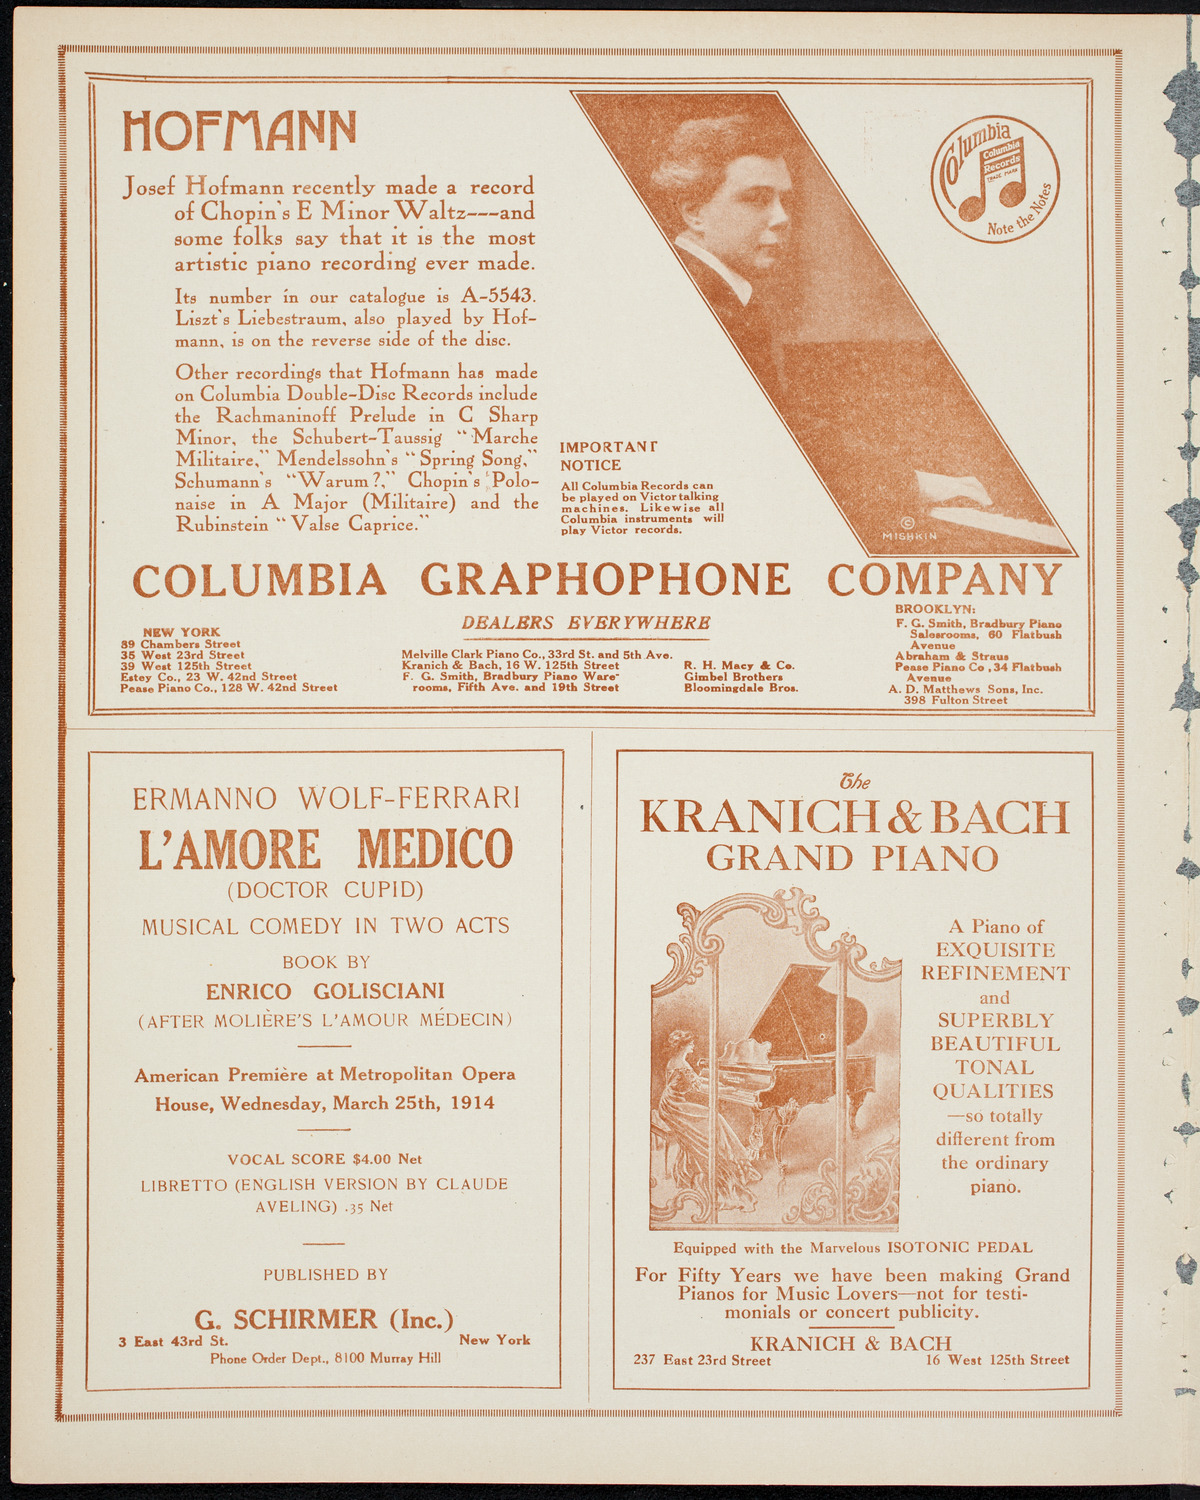 HOFMANN
Josef Hofmann recently made a record
of Chopin's E Minor Waltz---and
some folks say that it is the most
artistic piano recording ever made.
Its number in our catalogue is A-5543.
Liszt's Liebestraum, also played by Hof-
mann, is on the reverse side of the disc.
Other recordings that Hofmann has made
on Columbia Double-Disc Records include
the Rachmaninoff Prelude in C Sharp
Minor, the Schubert-Taussig "Marche
Militaire," Mendelssohn's "Spring Song,"
Schumann's "Warum?," Chopin's Polo-
naise in A Major (Militaire) and the
Rubinstein "Valse Caprice."
IMPORTANT
NOTICE
All Columbia Records can
be played on Victor talking
machines. Likewise all
Columbia instruments will
play Victor records.
©
MISHKIN
Columbia
Columbia
Records
TRADE MARK
Note the Notes
COLUMBIA GRAPHOPHONE COMPANY
DEALERS EVERYWHERE
NEW YORK
89 Chambers Street
35 West 23rd Street
39 West 125th Street
Estey Co., 23 W. 42nd Street
Pease Piano Co., 128 W. 42nd Street
Melville Clark Piano Co., 33rd St. and 5th Ave.
Kranich & Bach, 16 W. 125th Street
F. G. Smith, Bradbury Piano Ware-
rooms, Fifth Ave. and 19th Street
R. H. Macy & Co.
Gimbel Brothers
Bloomingdale Bros.
BROOKLYN:
F. G. Smith, Bradbury Piano
Salesrooms, 60 Flatbush
Avenue
Abraham & Straus
Pease Piano Co., 34 Flatbush
Avenue
A. D. Matthews Sons, Inc.
398 Fulton Street
ERMANNO WOLF-FERRARI
L'AMORE MEDICO
(DOCTOR CUPID)
MUSICAL COMEDY IN TWO ACTS
BOOK BY
ENRICO GOLISCIANI
(AFTER MOLIÈRE'S L'AMOUR MÉDECIN)
American Première at Metropolitan Opera
House, Wednesday, March 25th, 1914
VOCAL SCORE $4.00 Net
LIBRETTO (ENGLISH VERSION BY CLAUDE
AVELING) .35 Net
PUBLISHED BY
G. SCHIRMER (Inc.)
3 East 43rd St. New York
Phone Order Dept., 8100 Murray Hill
The
KRANICH & BACH
GRAND PIANO
A Piano of
EXQUISITE
REFINEMENT
and
SUPERBLY
BEAUTIFUL
TONAL
QUALITIES
—so totally
different from
the ordinary
piano.
Equipped with the Marvelous ISOTONIC PEDAL
For Fifty Years we have been making Grand
Pianos for Music Lovers—not for testi-
monials or concert publicity.
KRANICH & BACH
237 East 23rd Street 16 West 125th Street